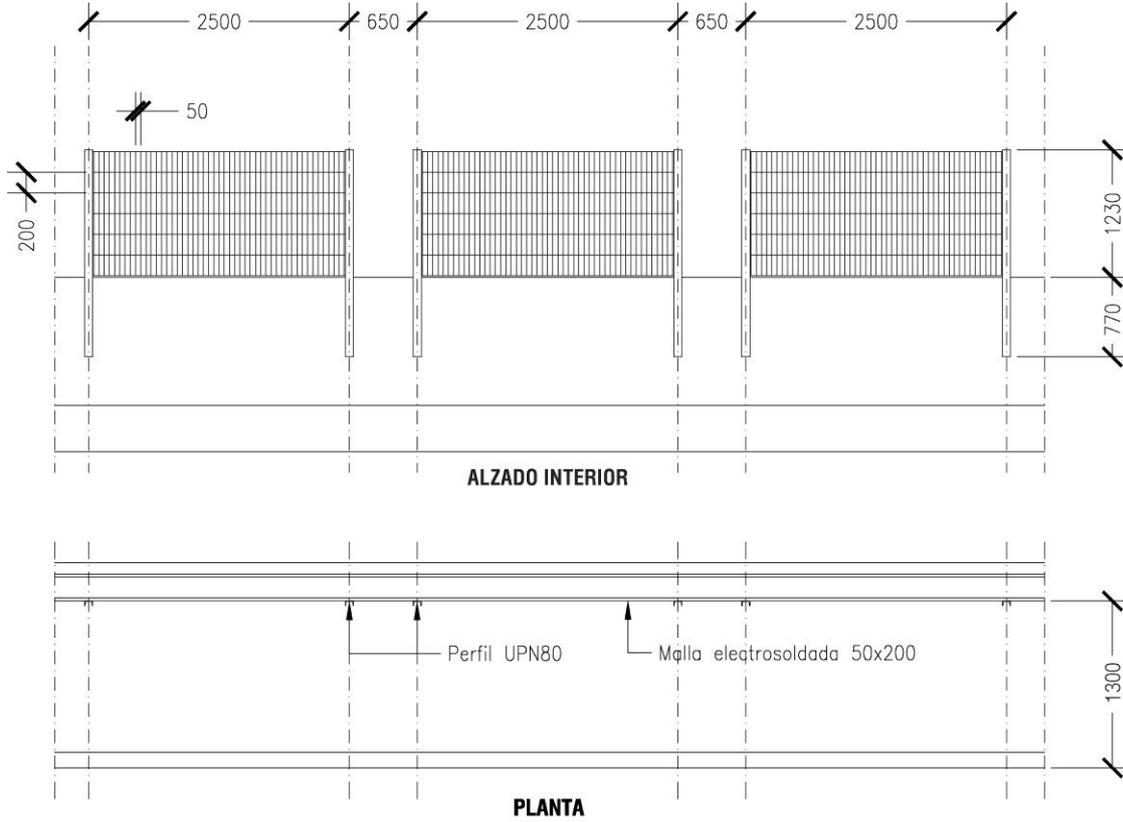 2500
650
2500
650
2500
50
200
1230
770
ALZADO INTERIOR
Perfil UPN80
Malla electrosoldada 50x200
1300
PLANTA